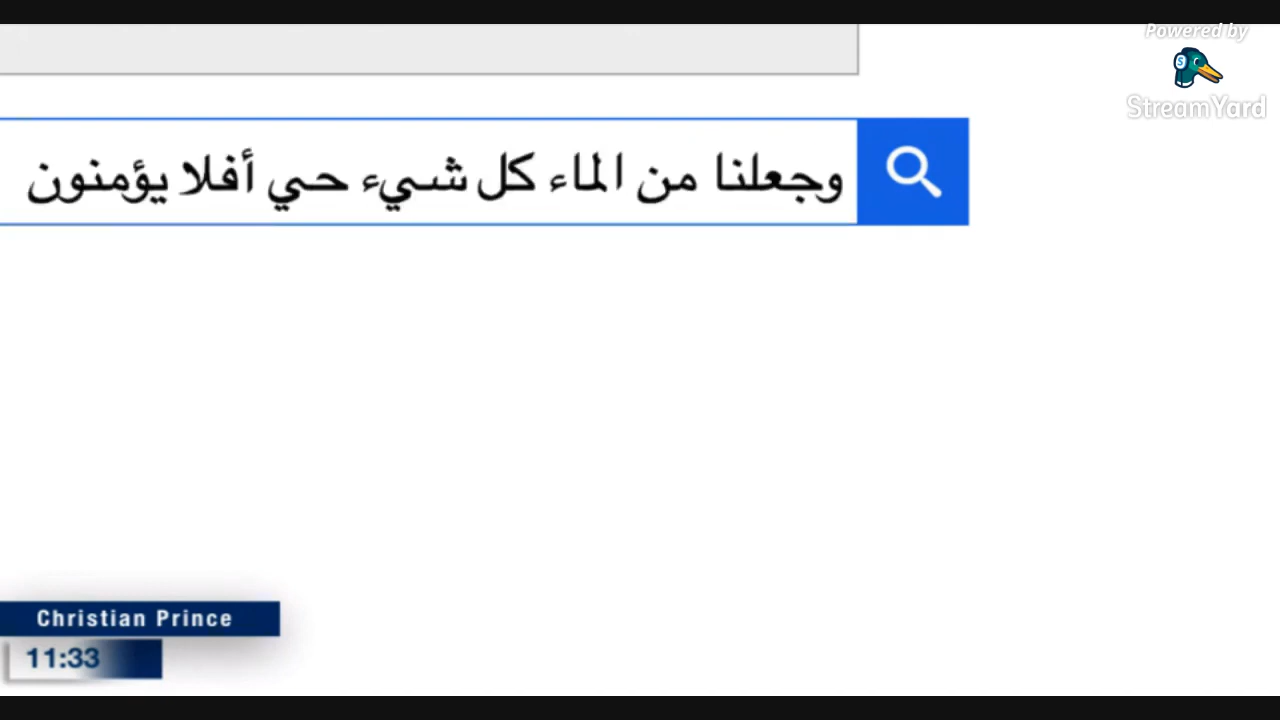 Powered by
StreamYard
وجعلنا من الماء كل شيء حي أفلا يؤمنون
Christian Prince
11:33